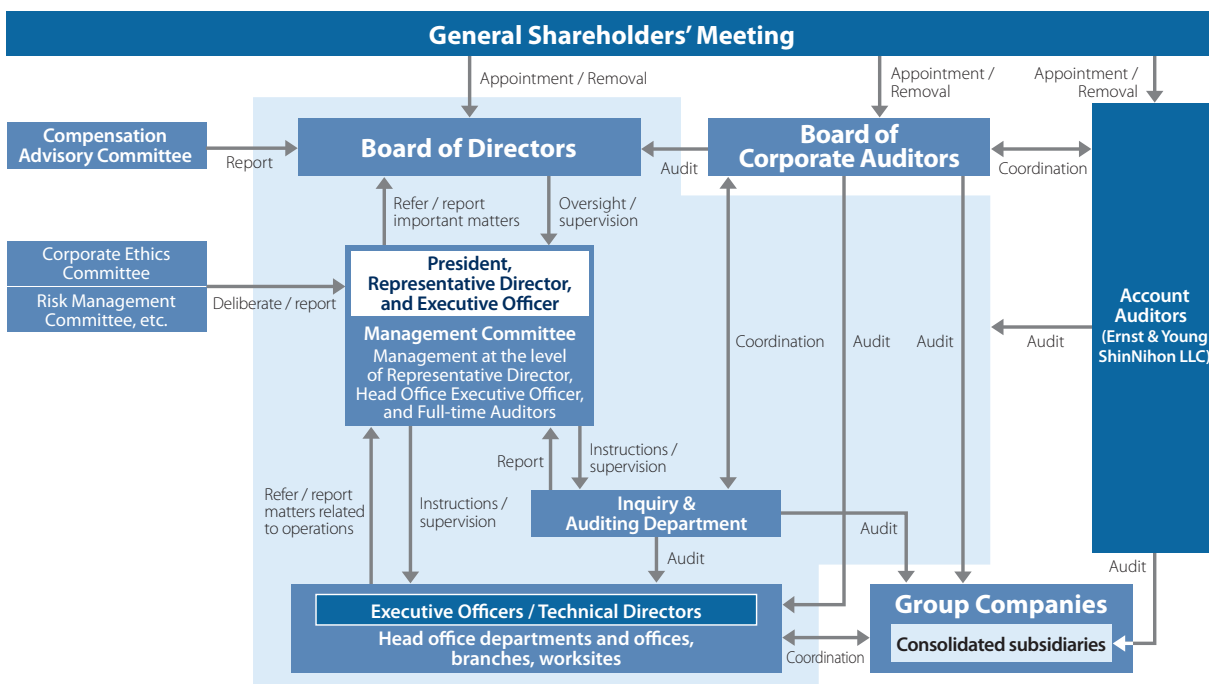 General Shareholders’ Meeting
Appointment / Removal
Appointment /
Removal
Appointment /
Removal
Compensation
Advisory Committee
Report
Board of Directors
Audit
Board of
Corporate Auditors
Coordination
Refer / report
important matters
Oversight /
supervision
Corporate Ethics
Committee
Risk Management
Committee, etc.
Deliberate / report
President,
Representative Director,
and Executive Officer
Management Committee
Management at the level
of Representative Director,
Head Office Executive Officer,
and Full-time Auditors
Coordination
Audit
Audit
Audit
Account
Auditors
(Ernst & Young
ShinNihon LLC)
Refer / report
matters related
to operations
Instructions /
supervision
Report
Instructions /
supervision
Inquiry &
Auditing Department
Audit
Audit
Audit
Executive Officers / Technical Directors
Head office departments and offices,
branches, worksites
Coordination
Group Companies
Consolidated subsidiaries